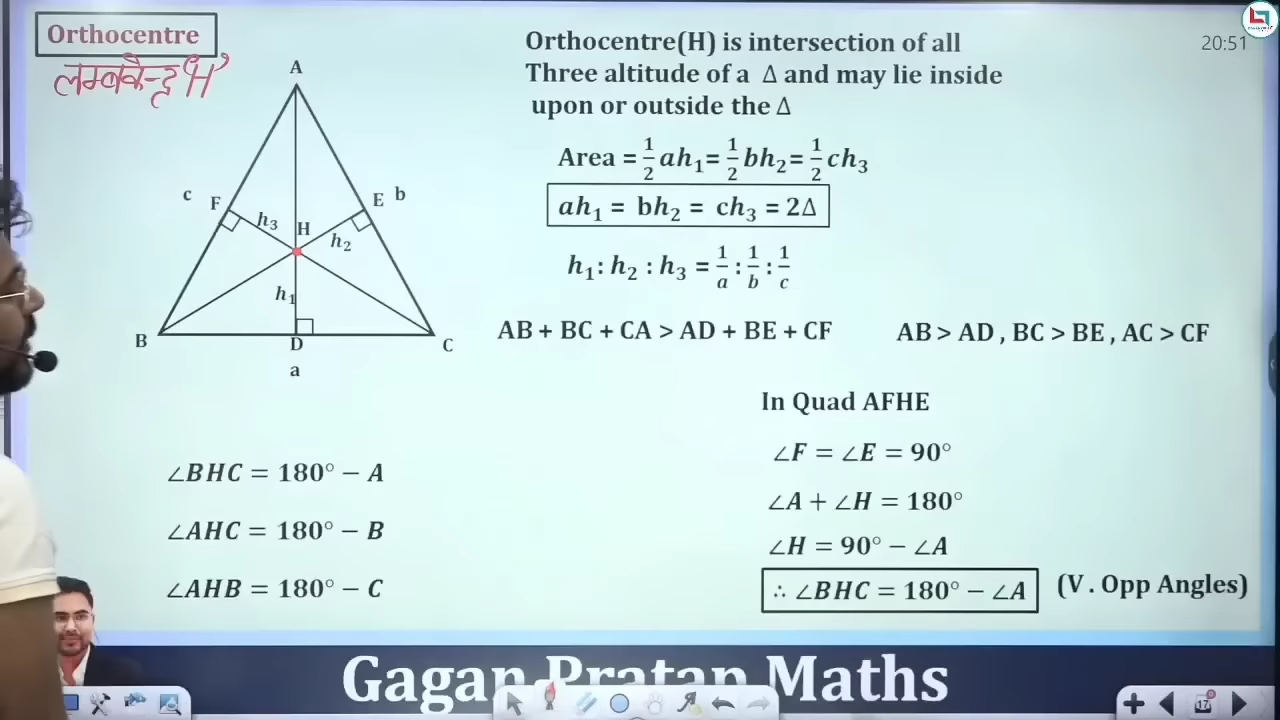 Orthocentre
लम्बकेन्द्र 'H'
20:51
Orthocentre(H) is intersection of all
Three altitude of a Δ and may lie inside
upon or outside the Δ
Area = 1/2 ah₁ = 1/2 bh₂ = 1/2 ch₃
ah₁ = bh₂ = ch₃ = 2Δ
h₁ : h₂ : h₃ = 1/a : 1/b : 1/c
A
c F E b
h₃ H h₂
h₁
B D C
a
AB + BC + CA > AD + BE + CF
AB > AD , BC > BE , AC > CF
∠BHC = 180° − A
∠AHC = 180° − B
∠AHB = 180° − C
In Quad AFHE
∠F = ∠E = 90°
∠A + ∠H = 180°
∠H = 90° − ∠A
∴ ∠BHC = 180° − ∠A (V . Opp Angles)
Gagan Pratap Maths
17